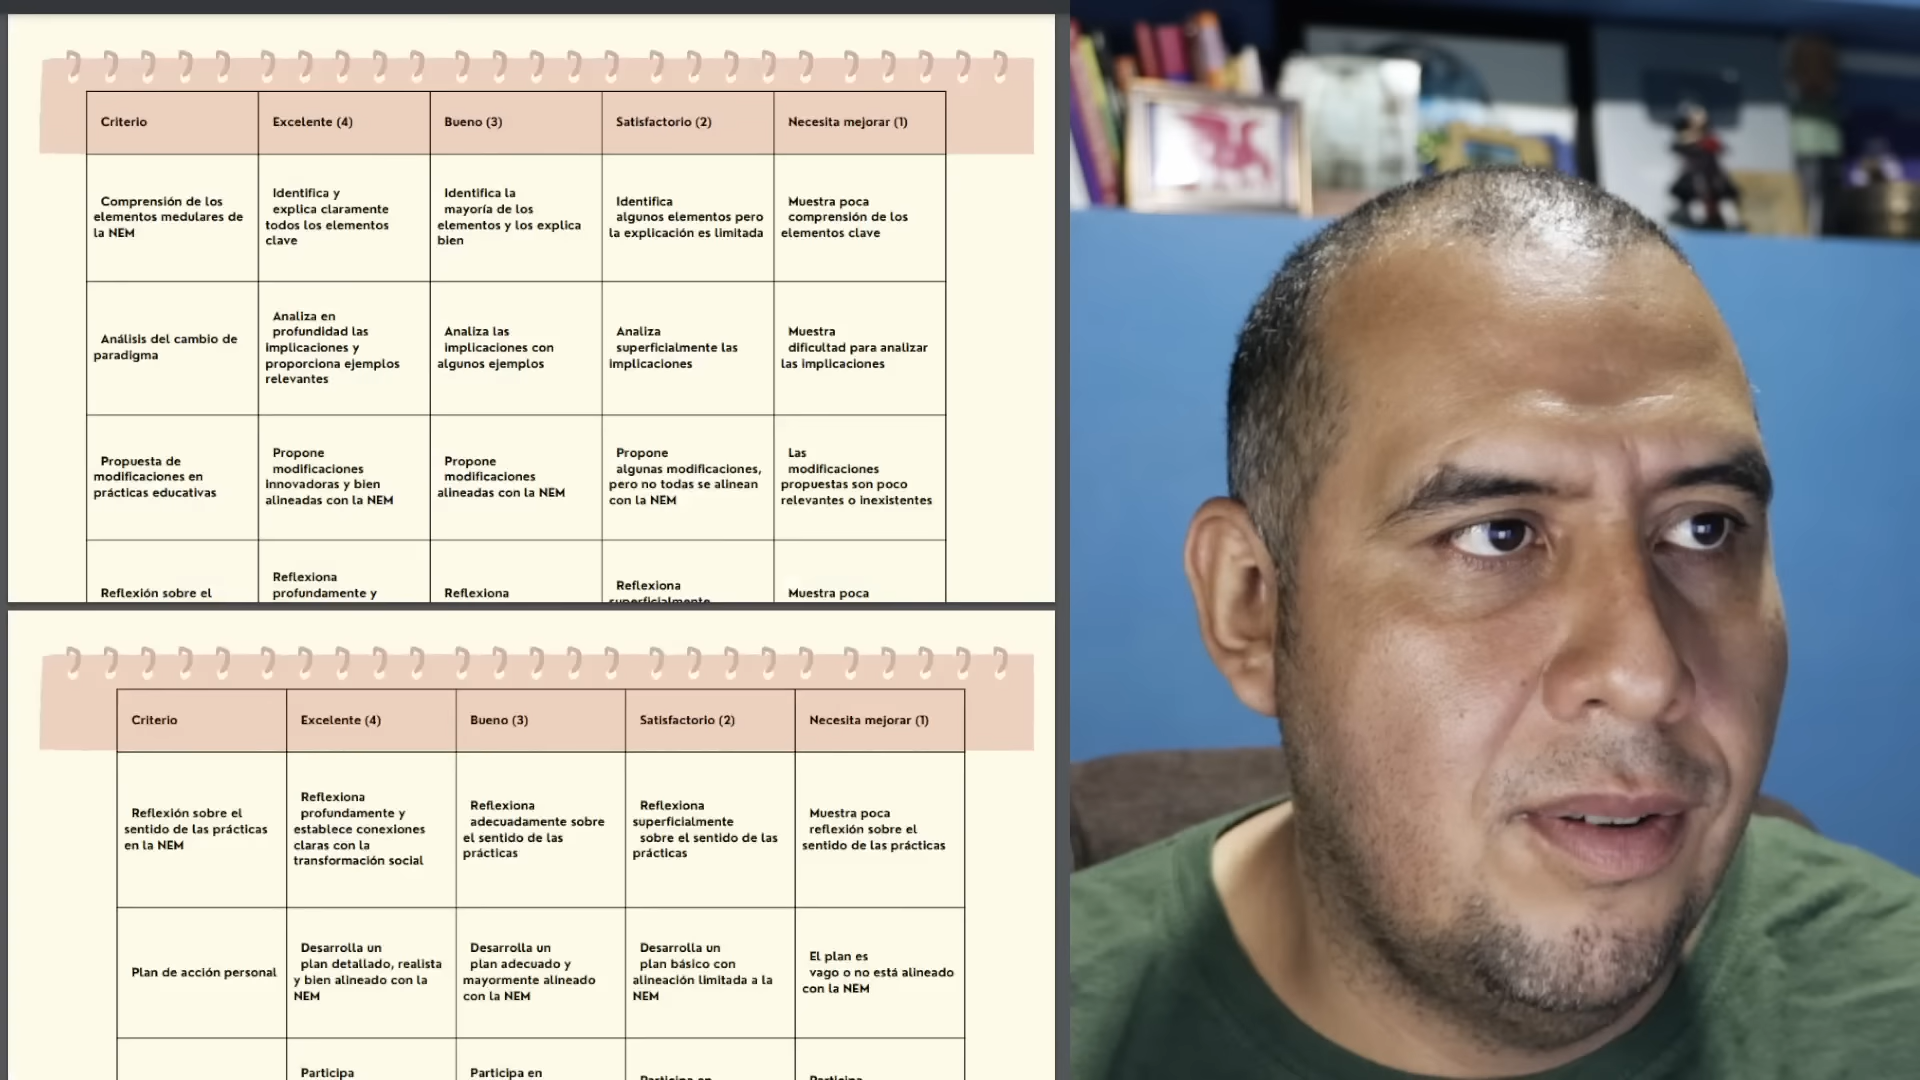 Criterio
Excelente (4)
Bueno (3)
Satisfactorio (2)
Necesita mejorar (1)
Comprensión de los
elementos medulares de
la NEM
Identifica y
explica claramente
todos los elementos
clave
Identifica la
mayoría de los
elementos y los explica
bien
Identifica
algunos elementos pero
la explicación es limitada
Muestra poca
comprensión de los
elementos clave
Análisis del cambio de
paradigma
Analiza en
profundidad las
implicaciones y
proporciona ejemplos
relevantes
Analiza las
implicaciones con
algunos ejemplos
Analiza
superficialmente las
implicaciones
Muestra
dificultad para analizar
las implicaciones
Propuesta de
modificaciones en
prácticas educativas
Propone
modificaciones
innovadoras y bien
alineadas con la NEM
Propone
modificaciones
alineadas con la NEM
Propone
algunas modificaciones,
pero no todas se alinean
con la NEM
Las
modificaciones
propuestas son poco
relevantes o inexistentes
Reflexión sobre el
Reflexiona
profundamente y
Reflexiona
Reflexiona
superficialmente
Muestra poca
Criterio
Excelente (4)
Bueno (3)
Satisfactorio (2)
Necesita mejorar (1)
Reflexión sobre el
sentido de las prácticas
en la NEM
Reflexiona
profundamente y
establece conexiones
claras con la
transformación social
Reflexiona
adecuadamente sobre
el sentido de las
prácticas
Reflexiona
superficialmente
sobre el sentido de las
prácticas
Muestra poca
reflexión sobre el
sentido de las prácticas
Plan de acción personal
Desarrolla un
plan detallado, realista
y bien alineado con la
NEM
Desarrolla un
plan adecuado y
mayormente alineado
con la NEM
Desarrolla un
plan básico con
alineación limitada a la
NEM
El plan es
vago o no está alineado
con la NEM
Participa
Participa en
Participa en
Participa